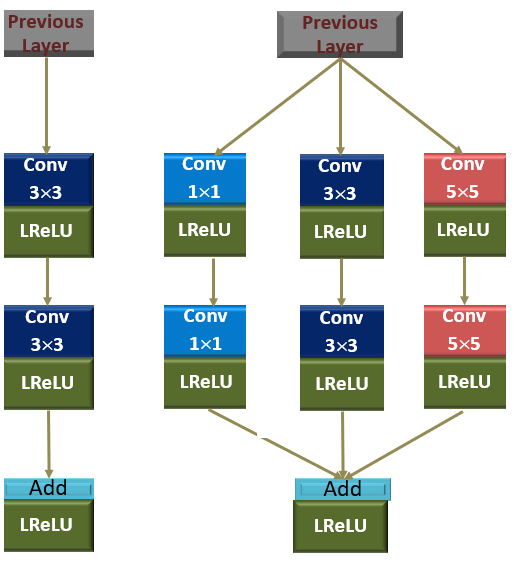 Previous
Layer
Conv
3×3
LReLU
Conv
3×3
LReLU
Add
LReLU
Previous
Layer
Conv
1×1
LReLU
Conv
1×1
LReLU
Conv
3×3
LReLU
Conv
3×3
LReLU
Conv
5×5
LReLU
Conv
5×5
LReLU
Add
LReLU